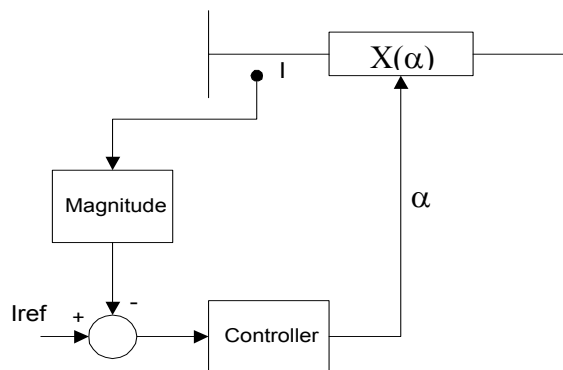 X(α)
I
Magnitude
α
Iref
+
-
Controller